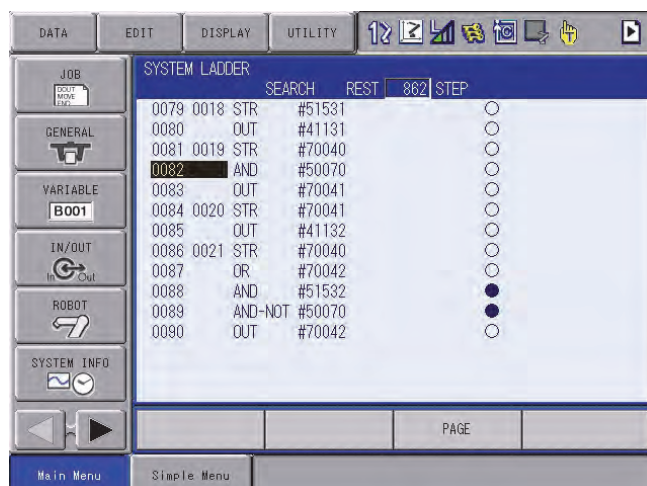 DATA EDIT DISPLAY UTILITY
JOB
DOUT
MOVE
END
GENERAL
VARIABLE
B001
IN/OUT
In Out
ROBOT
SYSTEM INFO
SYSTEM LADDER
SEARCH REST 862 STEP
0079 0018 STR #51531
0080 OUT #41131
0081 0019 STR #70040
0082 AND #50070
0083 OUT #70041
0084 0020 STR #70041
0085 OUT #41132
0086 0021 STR #70040
0087 OR #70042
0088 AND #51532
0089 AND-NOT #50070
0090 OUT #70042
PAGE
Main Menu Simple Menu